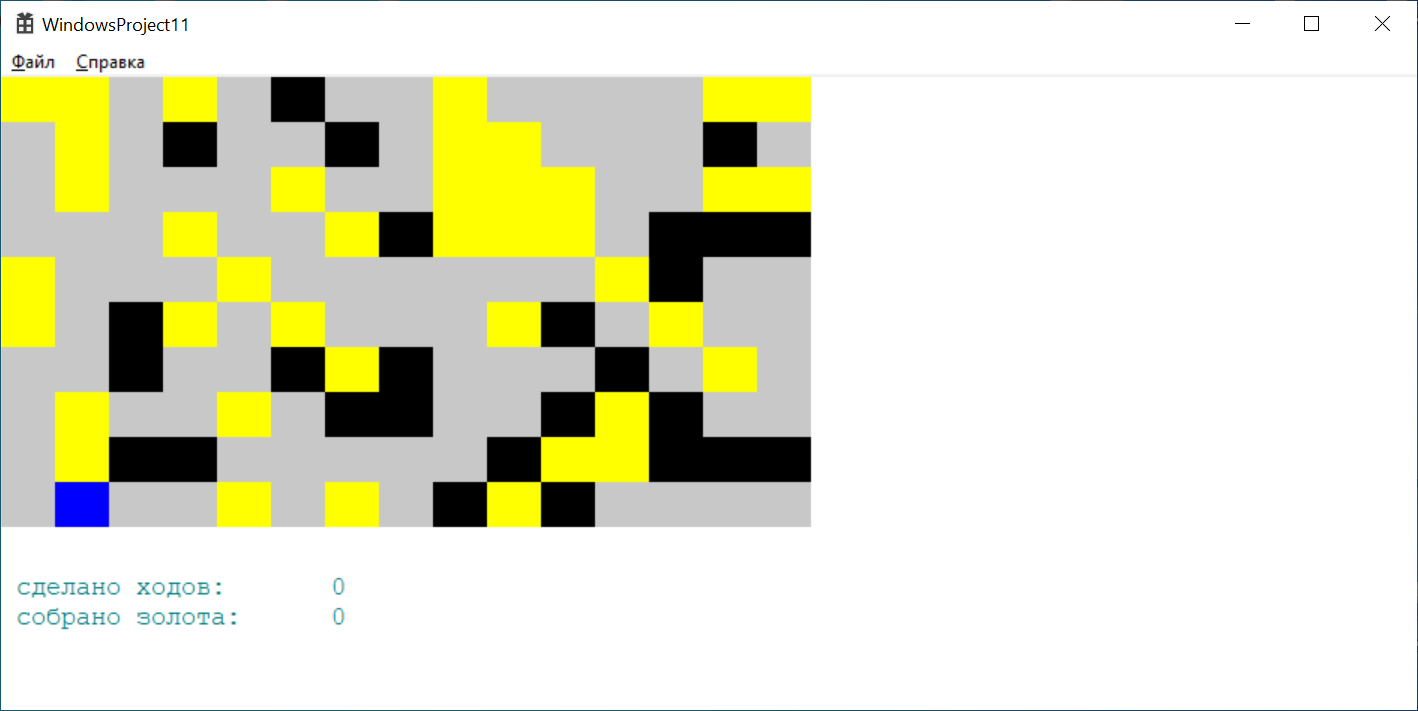 WindowsProject11
Файл Справка
сделано ходов: 0
собрано золота: 0